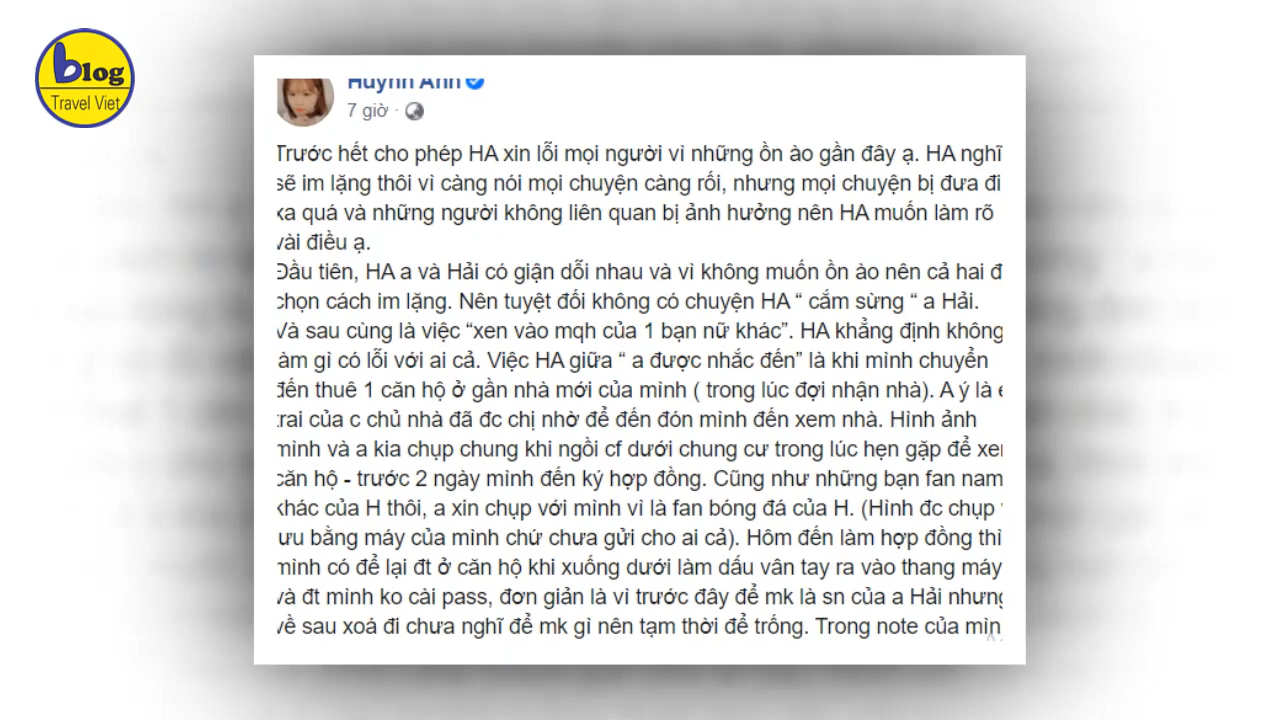 blog
Travel Viet
Huỳnh Anh
7 giờ ·
Trước hết cho phép HA xin lỗi mọi người vì những ồn ào gần đây ạ. HA nghĩ
sẽ im lặng thôi vì càng nói mọi chuyện càng rối, nhưng mọi chuyện bị đưa đi
xa quá và những người không liên quan bị ảnh hưởng nên HA muốn làm rõ
vài điều ạ.
Đầu tiên, HA a và Hải có giận dỗi nhau và vì không muốn ồn ào nên cả hai đ
chọn cách im lặng. Nên tuyệt đối không có chuyện HA “ cắm sừng “ a Hải.
Và sau cùng là việc “xen vào mqh của 1 bạn nữ khác”. HA khẳng định không
àm gì có lỗi với ai cả. Việc HA giữa “ a được nhắc đến” là khi mình chuyển
đến thuê 1 căn hộ ở gần nhà mới của mình ( trong lúc đợi nhận nhà). A ý là e
trai của c chủ nhà đã đc chị nhờ để đến đón mình đến xem nhà. Hình ảnh
mình và a kia chụp chung khi ngồi cf dưới chung cư trong lúc hẹn gặp để xem
căn hộ - trước 2 ngày mình đến ký hợp đồng. Cũng như những bạn fan nam
khác của H thôi, a xin chụp với mình vì là fan bóng đá của H. (Hình đc chụp
ưu bằng máy của mình chứ chưa gửi cho ai cả). Hôm đến làm hợp đồng thì
mình có để lại đt ở căn hộ khi xuống dưới làm dấu vân tay ra vào thang máy
và đt mình ko cài pass, đơn giản là vì trước đây để mk là sn của a Hải nhưng
về sau xoá đi chưa nghĩ để mk gì nên tạm thời để trống. Trong note của mìn